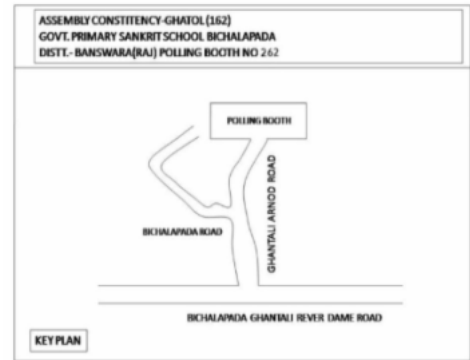 ASSEMBLY CONSTITENCY-GHATOL (162)
GOVT. PRIMARY SANKRIT SCHOOL BICHALAPADA
DISTT.- BANSWARA(RAJ) POLLING BOOTH NO 262
POLLING BOOTH
GHANTALI ARNOD ROAD
BICHALAPADA ROAD
BICHALAPADA GHANTALI REVER DAME ROAD
KEY PLAN